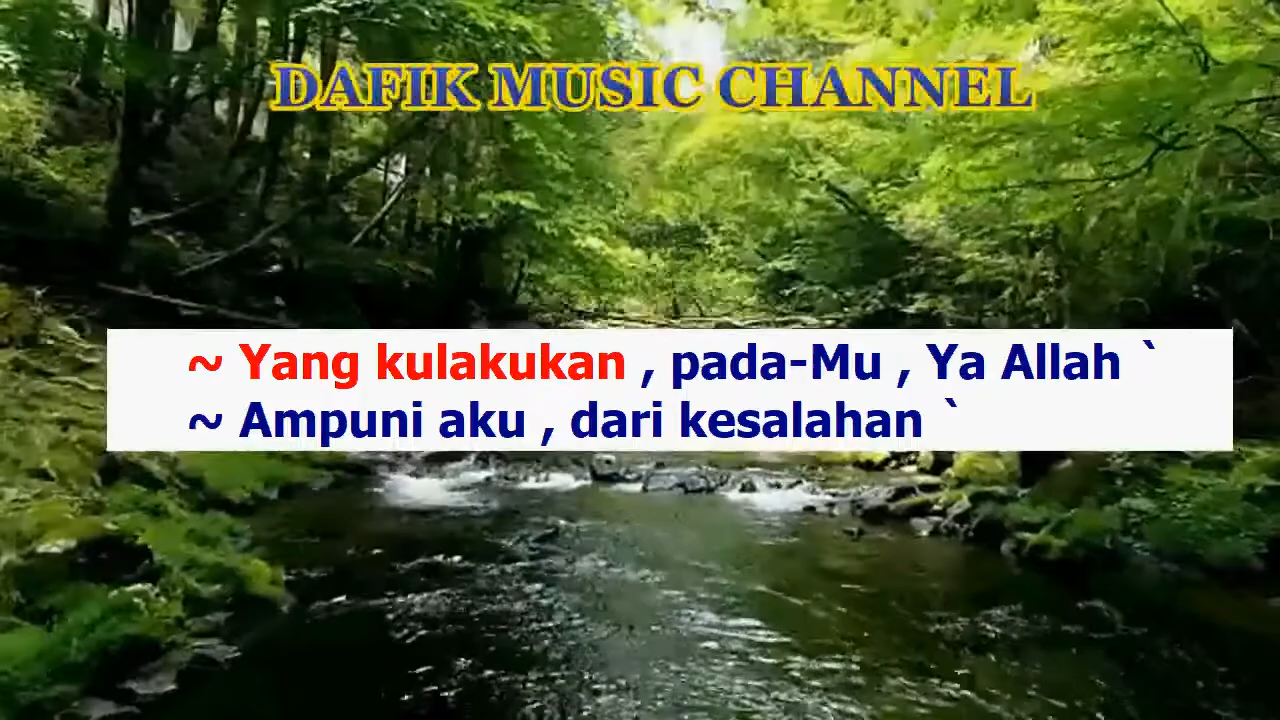 DAFIK MUSIC CHANNEL
~ Yang kulakukan , pada-Mu , Ya Allah `
~ Ampuni aku , dari kesalahan `